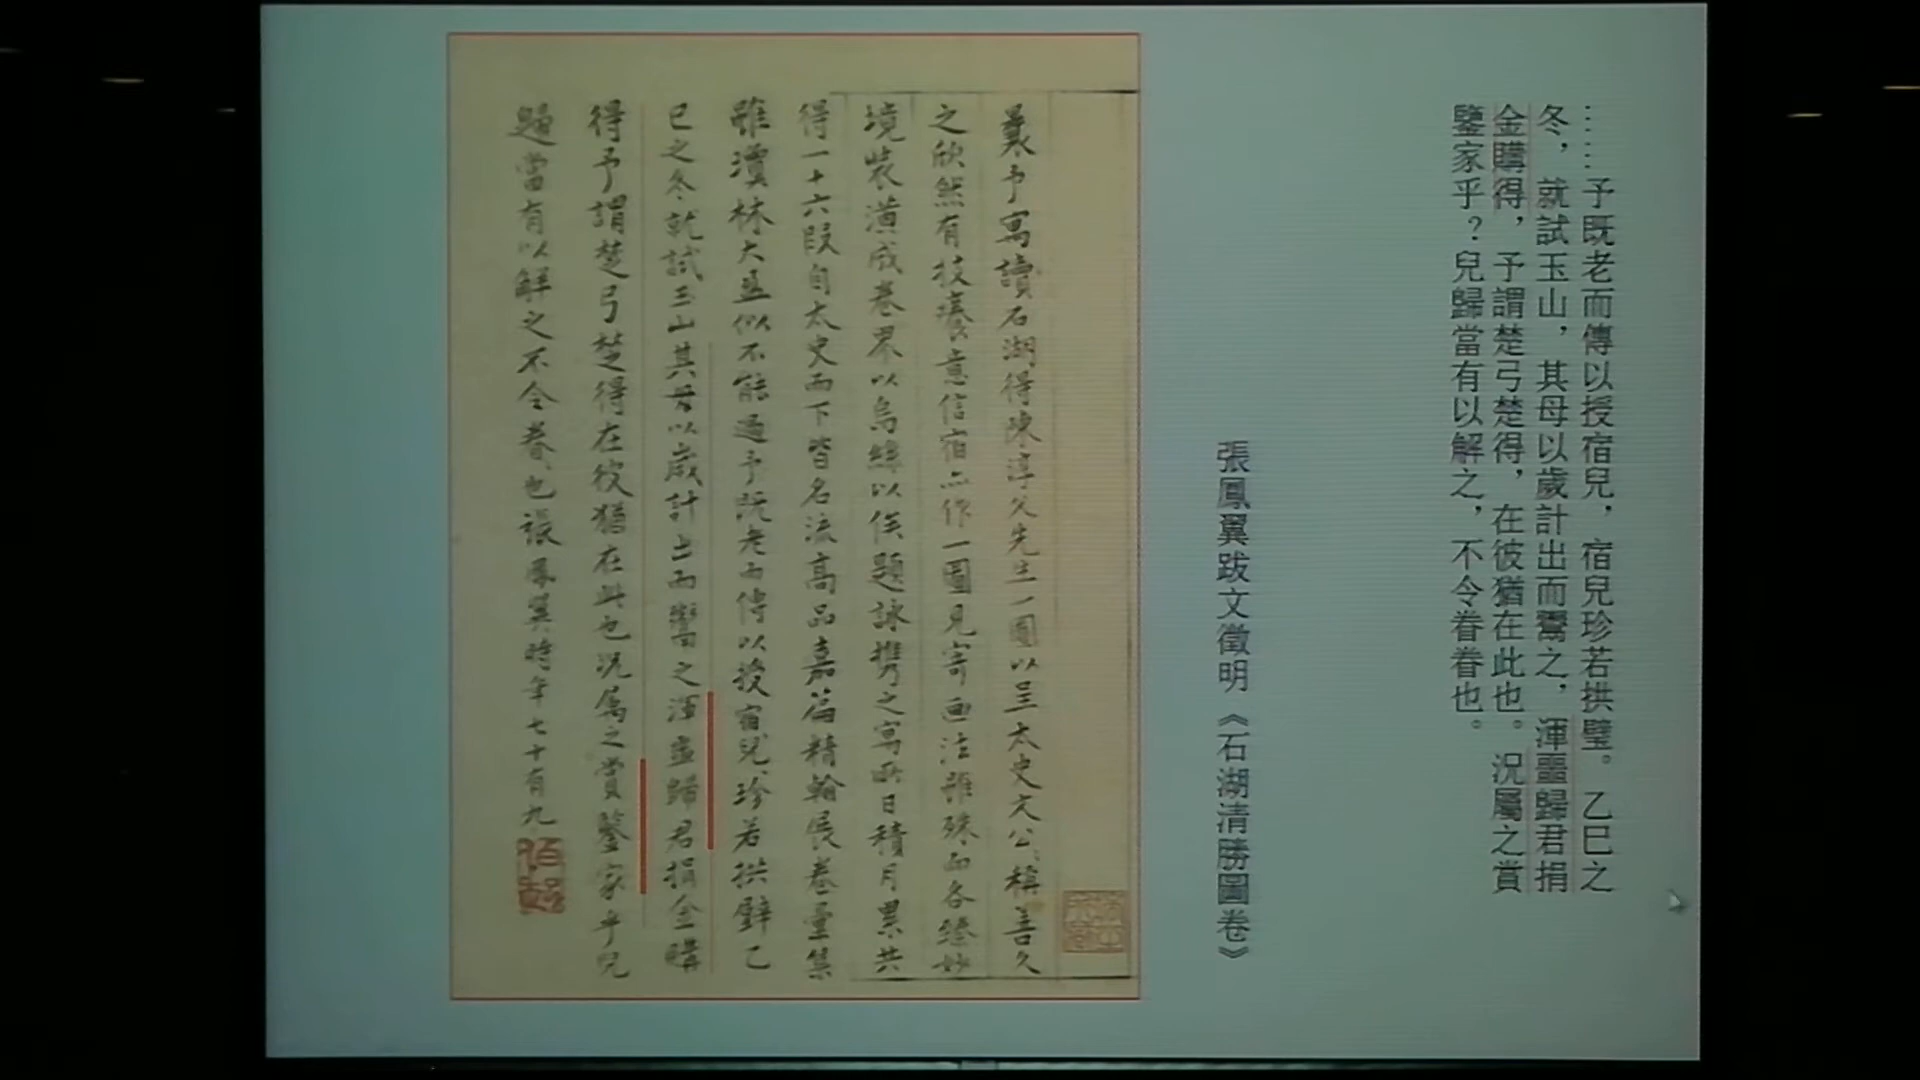 ……予既老而傳以授宿兒，宿兒珍若拱璧。乙巳之
冬，就試玉山，其母以歲計出而鬻之，渾噩歸君捐
金購得，予謂楚弓楚得，在彼猶在此也。況屬之賞
鑒家乎？兒歸當有以解之，不令眷眷也。
張鳳翼跋文徵明《石湖清勝圖卷》
曩予寓讀石湖得陳淳父先生一圖以呈太史文公稱善久
之欣然有技癢意信宿亦作一圖見寄画法雖殊而各臻妙
境裝潢成卷界以烏絲以俟題詠攜之寓所日積月累共
得一十六段自太史而下皆名流高品嘉篇精翰展卷量集
雖瓊林大盈似不能過予既老而傳以授宿兒珍若拱璧乙
巳之冬就試玉山其母以歲計出而鬻之渾噩歸君捐金購
得予謂楚弓楚得在彼猶在此也況屬之賞鑒家乎兒
歸當有以解之不令眷眷也張鳳翼時年七十有九